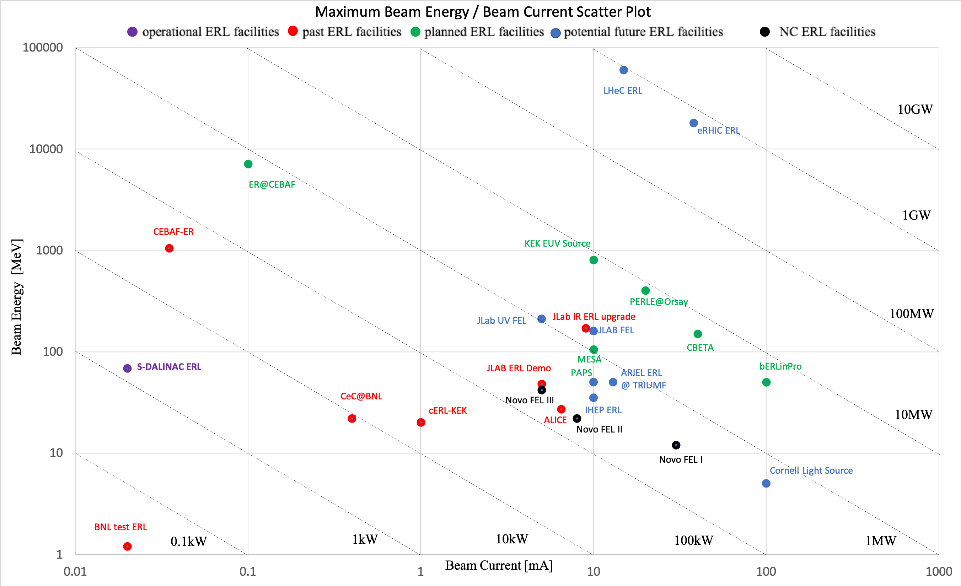 Maximum Beam Energy / Beam Current Scatter Plot
operational ERL facilities past ERL facilities planned ERL facilities potential future ERL facilities NC ERL facilities
100000
LHeC ERL
10GW
eRHIC ERL
10000
ER@CEBAF
1GW
CEBAF-ER
KEK EUV Source
1000
Beam Energy [MeV]
PERLE@Orsay
100MW
JLab UV FEL
JLab IR ERL upgrade
JLAB FEL
CBETA
100
MESA
S-DALINAC ERL
JLAB ERL Demo
PAPS
ARJEL ERL
@ TRIUMF
bERLinPro
CeC@BNL
Novo FEL III
cERL-KEK
IHEP ERL
10MW
ALICE
Novo FEL II
10
Novo FEL I
Cornell Light Source
BNL test ERL
0.1kW
1kW
10kW
100kW
1MW
1
0.01 0.1 1 10 100 1000
Beam Current [mA]